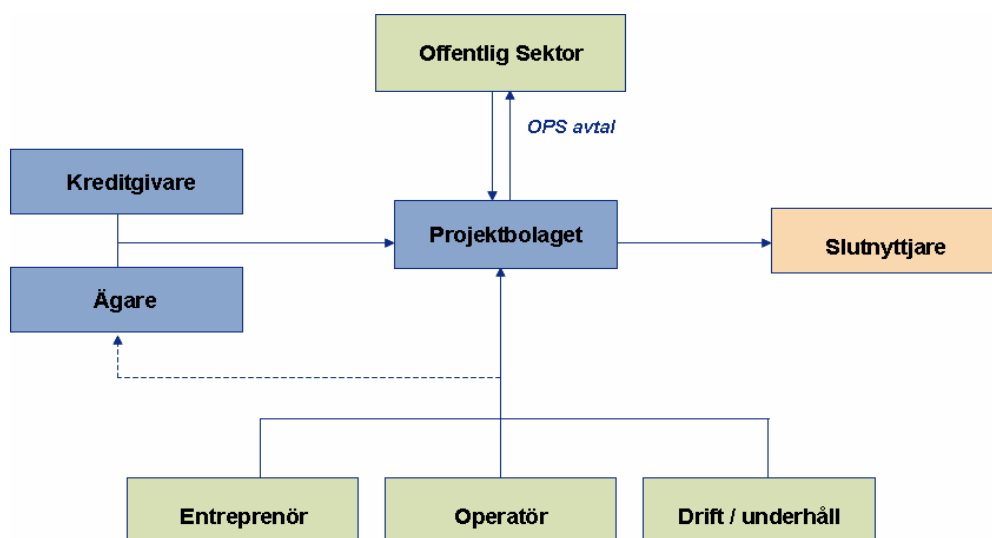 Offentlig Sektor
OPS avtal
Kreditgivare
Projektbolaget
Slutnyttjare
Ägare
Entreprenör
Operatör
Drift / underhåll